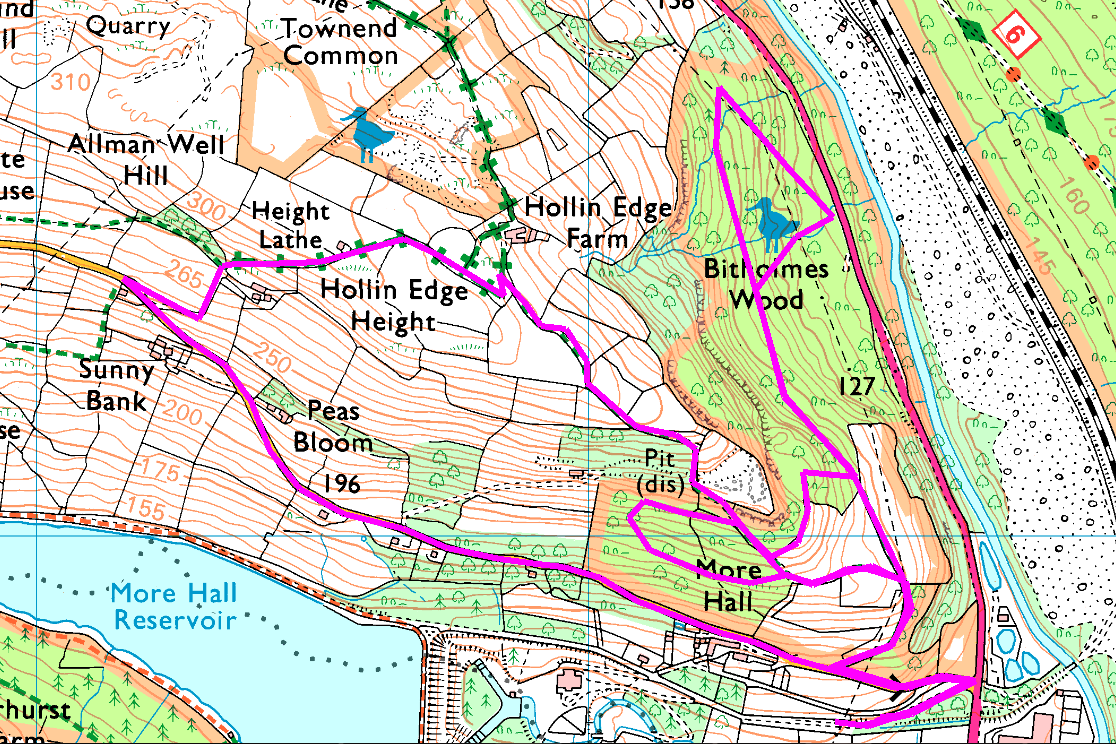 158
Quarry
Townend
Common
6
310
Allman Well
Hill
300
Height
Lathe
Hollin Edge
Farm
160
145
265
Hollin Edge
Height
Bitholmes
Wood
250
Sunny
Bank
127
200
Peas
Bloom
175
196
Pit
(dis)
155
More
Hall
More Hall
Reservoir